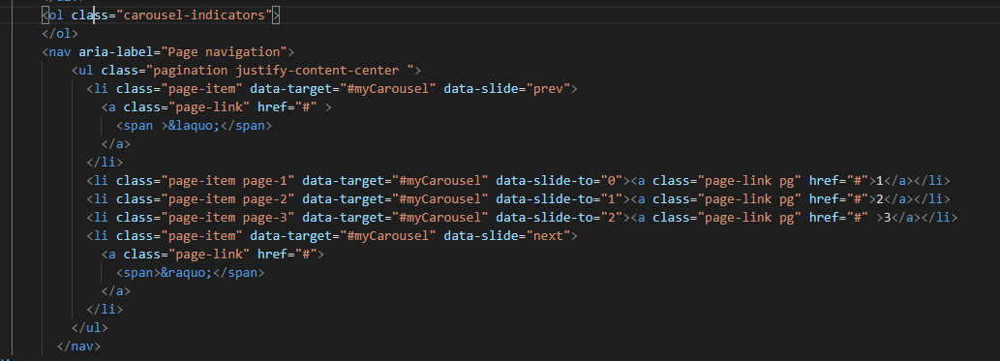 <ol class="carousel-indicators">
</ol>
<nav aria-label="Page navigation">
<ul class="pagination justify-content-center ">
<li class="page-item" data-target="#myCarousel" data-slide="prev">
<a class="page-link" href="#" >
<span >&laquo;</span>
</a>
</li>
<li class="page-item page-1" data-target="#myCarousel" data-slide-to="0"><a class="page-link pg" href="#">1</a></li>
<li class="page-item page-2" data-target="#myCarousel" data-slide-to="1"><a class="page-link pg" href="#">2</a></li>
<li class="page-item page-3" data-target="#myCarousel" data-slide-to="2"><a class="page-link pg" href="#" >3</a></li>
<li class="page-item" data-target="#myCarousel" data-slide="next">
<a class="page-link" href="#">
<span>&raquo;</span>
</a>
</li>
</ul>
</nav>